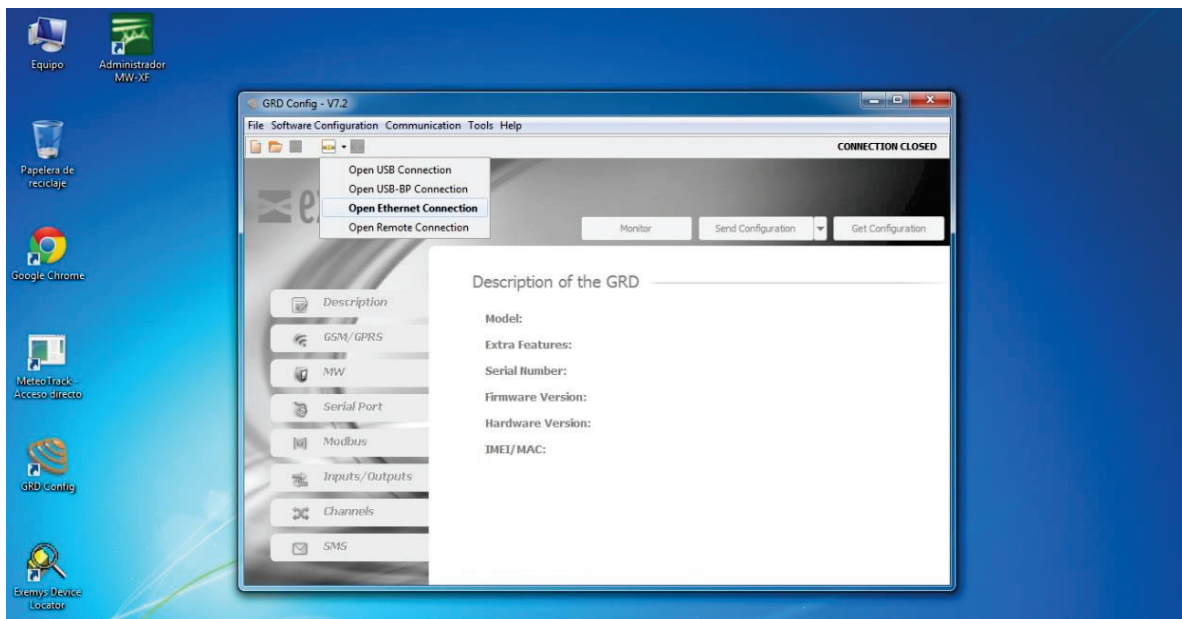 Equipo
Administrador
MW-XF
Papelera de
reciclaje
Google Chrome
MeteoTrack -
Acceso directo
GRD Config
Exemys Device
Locator
GRD Config - V7.2
File Software Configuration Communication Tools Help
CONNECTION CLOSED
Open USB Connection
Open USB-BP Connection
Open Ethernet Connection
Open Remote Connection
Monitor
Send Configuration
Get Configuration
Description
GSM/GPRS
MW
Serial Port
Modbus
Inputs/Outputs
Channels
SMS
Description of the GRD
Model:
Extra Features:
Serial Number:
Firmware Version:
Hardware Version:
IMEI/MAC: